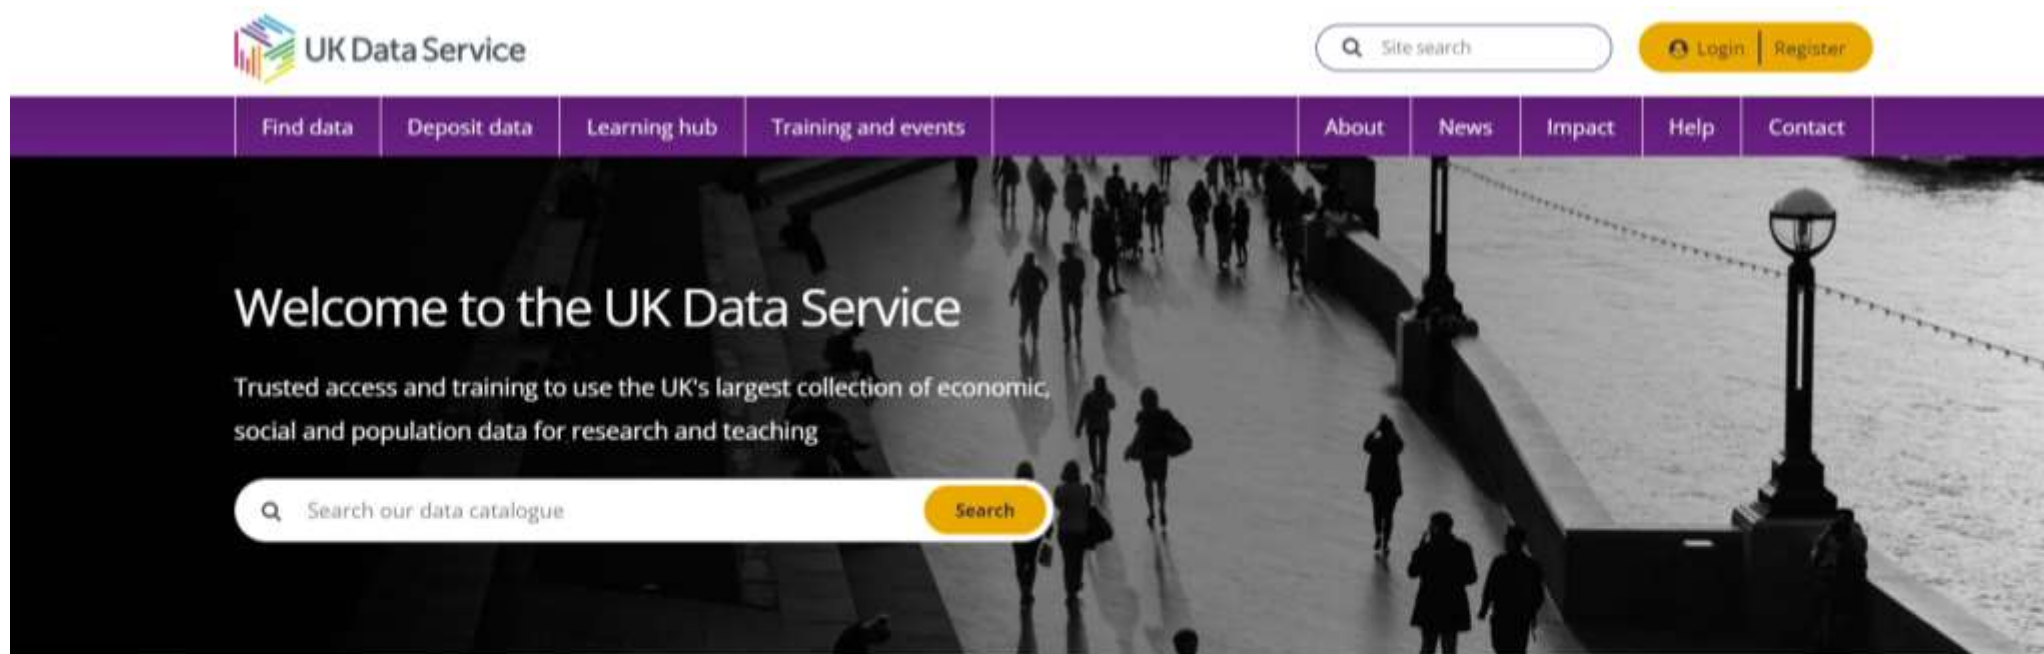 UK Data Service
Site search
Login
Register
Find data
Deposit data
Learning hub
Training and events
About
News
Impact
Help
Contact
Welcome to the UK Data Service
Trusted access and training to use the UK's largest collection of economic,
social and population data for research and teaching
Search our data catalogue
Search